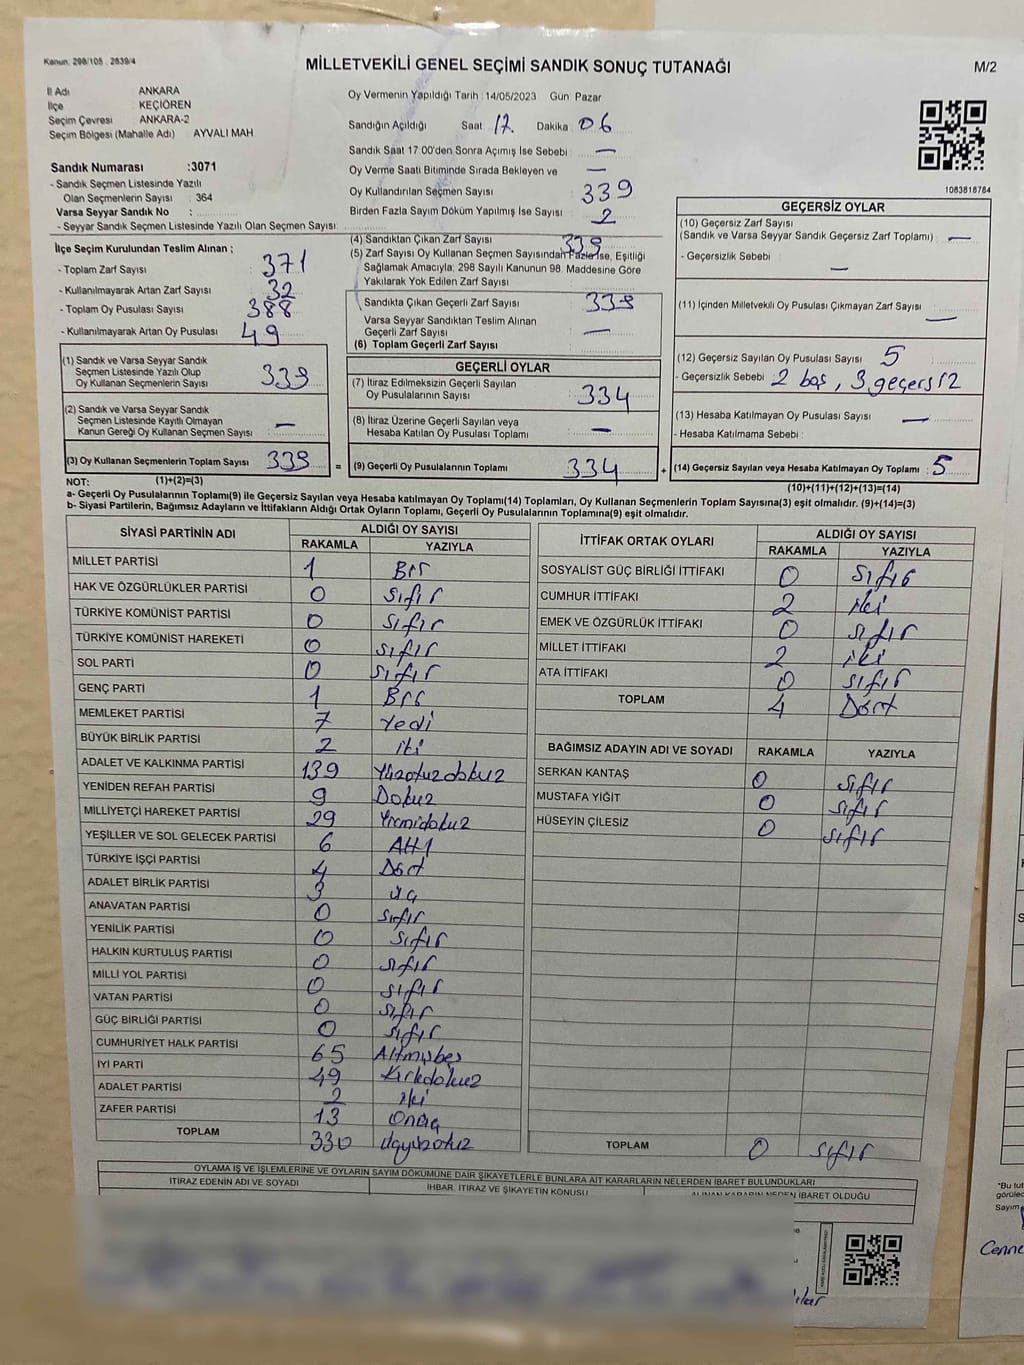 Kanun. 298/105 , 2839/4
MİLLETVEKİLİ GENEL SEÇİMİ SANDIK SONUÇ TUTANAĞI
M/2
İl Adı : ANKARA
İlçe : KEÇİÖREN
Seçim Çevresi : ANKARA-2
Seçim Bölgesi (Mahalle Adı) : AYVALI MAH
Sandık Numarası :3071
- Sandık Seçmen Listesinde Yazılı
Olan Seçmenlerin Sayısı : 364
Varsa Seyyar Sandık No :
- Seyyar Sandık Seçmen Listesinde Yazılı Olan Seçmen Sayısı:
Oy Vermenin Yapıldığı Tarih :14/05/2023 Gün Pazar
Sandığın Açıldığı Saat 17. Dakika 06
Sandık Saat 17:00'den Sonra Açımış İse Sebebi : —
Oy Verme Saati Bitiminde Sırada Bekleyen ve —
Oy Kullandırılan Seçmen Sayısı : 339
Birden Fazla Sayım Döküm Yapılmış İse Sayısı : 2
1083818784
İlçe Seçim Kurulundan Teslim Alınan ;
- Toplam Zarf Sayısı : 371
- Kullanılmayarak Artan Zarf Sayısı : 32
- Toplam Oy Pusulası Sayısı : 388
- Kullanılmayarak Artan Oy Pusulası : 49
(4) Sandıktan Çıkan Zarf Sayısı : 339
(5) Zarf Sayısı Oy Kullanan Seçmen Sayısından Fazla İse, Eşitliği
Sağlamak Amacıyla; 298 Sayılı Kanunun 98. Maddesine Göre
Yakılarak Yok Edilen Zarf Sayısı :
Sandıkta Çıkan Geçerli Zarf Sayısı : 339
Varsa Seyyar Sandıktan Teslim Alınan
Geçerli Zarf Sayısı : —
(6) Toplam Geçerli Zarf Sayısı :
GEÇERSİZ OYLAR
(10) Geçersiz Zarf Sayısı
(Sandık ve Varsa Seyyar Sandık Geçersiz Zarf Toplamı) : —
- Geçersizlik Sebebi : —
(11) İçinden Milletvekili Oy Pusulası Çıkmayan Zarf Sayısı : —
(12) Geçersiz Sayılan Oy Pusulası Sayısı : 5
- Geçersizlik Sebebi : 2 boş, 3 geçersiz
(13) Hesaba Katılmayan Oy Pusulası Sayısı : —
- Hesaba Katılmama Sebebi :
(1) Sandık ve Varsa Seyyar Sandık
Seçmen Listesinde Yazılı Olup
Oy Kullanan Seçmenlerin Sayısı : 339
(2) Sandık ve Varsa Seyyar Sandık
Seçmen Listesinde Kayıtlı Olmayan
Kanun Gereği Oy Kullanan Seçmen Sayısı : —
GEÇERLİ OYLAR
(7) İtiraz Edilmeksizin Geçerli Sayılan
Oy Pusulalarının Sayısı : 334
(8) İtiraz Üzerine Geçerli Sayılan veya
Hesaba Katılan Oy Pusulası Toplamı : —
(3) Oy Kullanan Seçmenlerin Toplam Sayısı : 339 = (9) Geçerli Oy Pusulalarının Toplamı : 334 + (14) Geçersiz Sayılan veya Hesaba Katılmayan Oy Toplamı : 5
NOT: (1)+(2)=(3) (10)+(11)+(12)+(13)=(14)
a- Geçerli Oy Pusulalarının Toplamı(9) ile Geçersiz Sayılan veya Hesaba katılmayan Oy Toplamı(14) Toplamları, Oy Kullanan Seçmenlerin Toplam Sayısına(3) eşit olmalıdır. (9)+(14)=(3)
b- Siyasi Partilerin, Bağımsız Adayların ve İttifakların Aldığı Ortak Oyların Toplamı, Geçerli Oy Pusulalarının Toplamına(9) eşit olmalıdır.
SİYASİ PARTİNİN ADI ALDIĞI OY SAYISI
RAKAMLA YAZIYLA
MİLLET PARTİSİ 1 Bir
HAK VE ÖZGÜRLÜKLER PARTİSİ 0 sıfır
TÜRKİYE KOMÜNİST PARTİSİ 0 sıfır
TÜRKİYE KOMÜNİST HAREKETİ 0 sıfır
SOL PARTİ 0 sıfır
GENÇ PARTİ 1 Bir
MEMLEKET PARTİSİ 7 Yedi
BÜYÜK BİRLİK PARTİSİ 2 iki
ADALET VE KALKINMA PARTİSİ 139 Yüzotuzdokuz
YENİDEN REFAH PARTİSİ 9 Dokuz
MİLLİYETÇİ HAREKET PARTİSİ 29 Yirmidokuz
YEŞİLLER VE SOL GELECEK PARTİSİ 6 Altı
TÜRKİYE İŞÇİ PARTİSİ 4 Dört
ADALET BİRLİK PARTİSİ 3 üç
ANAVATAN PARTİSİ 0 sıfır
YENİLİK PARTİSİ 0 sıfır
HALKIN KURTULUŞ PARTİSİ 0 sıfır
MİLLİ YOL PARTİSİ 0 sıfır
VATAN PARTİSİ 0 sıfır
GÜÇ BİRLİĞİ PARTİSİ 0 sıfır
CUMHURİYET HALK PARTİSİ 65 Altmışbeş
İYİ PARTİ 49 Kırkdokuz
ADALET PARTİSİ 2 iki
ZAFER PARTİSİ 13 Onüç
TOPLAM 330 üçyüzotuz
İTTİFAK ORTAK OYLARI ALDIĞI OY SAYISI
RAKAMLA YAZIYLA
SOSYALİST GÜÇ BİRLİĞİ İTTİFAKI 0 sıfır
CUMHUR İTTİFAKI 2 iki
EMEK VE ÖZGÜRLÜK İTTİFAKI 0 sıfır
MİLLET İTTİFAKI 2 iki
ATA İTTİFAKI 0 sıfır
TOPLAM 4 Dört
BAĞIMSIZ ADAYIN ADI VE SOYADI RAKAMLA YAZIYLA
SERKAN KANTAŞ 0 sıfır
MUSTAFA YİĞİT 0 sıfır
HÜSEYİN ÇİLESİZ 0 sıfır
TOPLAM 0 sıfır
OYLAMA İŞ VE İŞLEMLERİNE VE OYLARIN SAYIM DÖKÜMÜNE DAİR ŞİKAYETLERLE BUNLARA AİT KARARLARIN NELERDEN İBARET BULUNDUKLARI
İTİRAZ EDENİN ADI VE SOYADI İHBAR, İTİRAZ VE ŞİKAYETİN KONUSU ALINAN KARARIN NEDEN İBARET OLDUĞU
"Bu tut
görülec
Sayım
Cenne